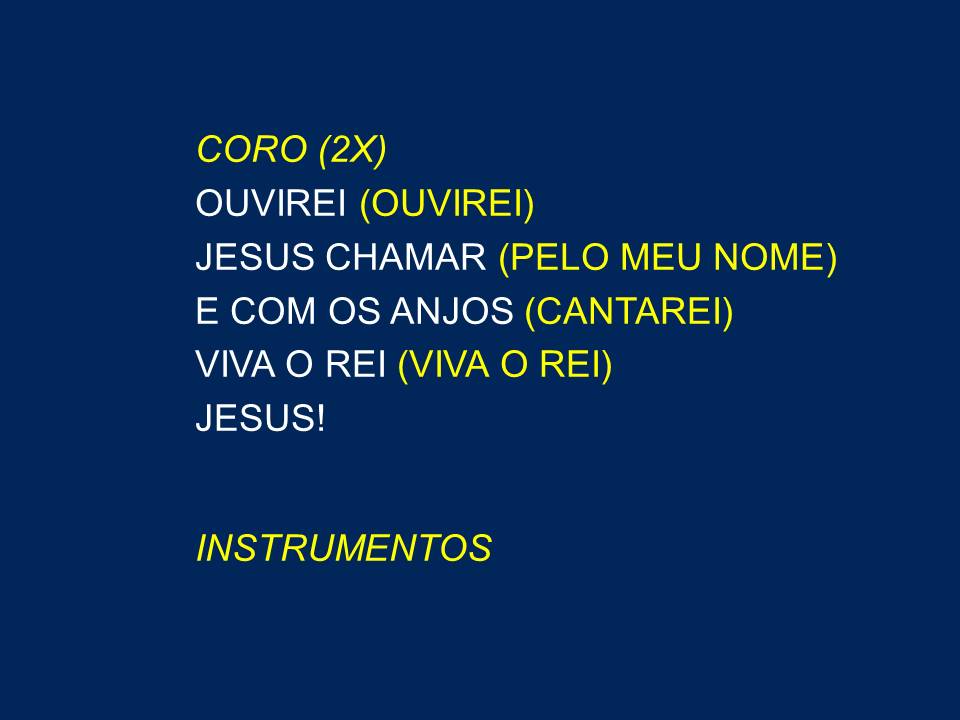 CORO (2X)
OUVIREI (OUVIREI)
JESUS CHAMAR (PELO MEU NOME)
E COM OS ANJOS (CANTAREI)
VIVA O REI (VIVA O REI)
JESUS!
INSTRUMENTOS